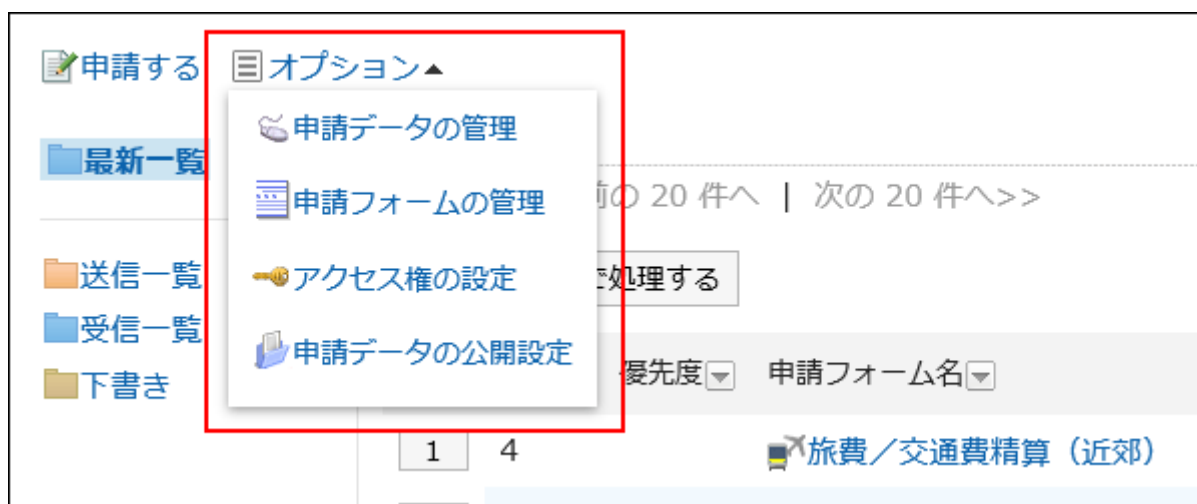 申請する
オプション▲
申請データの管理
申請フォームの管理
アクセス権の設定
申請データの公開設定
最新一覧
送信一覧
受信一覧
下書き
の 20 件へ | 次の 20 件へ>>
処理する
優先度
申請フォーム名
1
4
旅費／交通費精算（近郊）